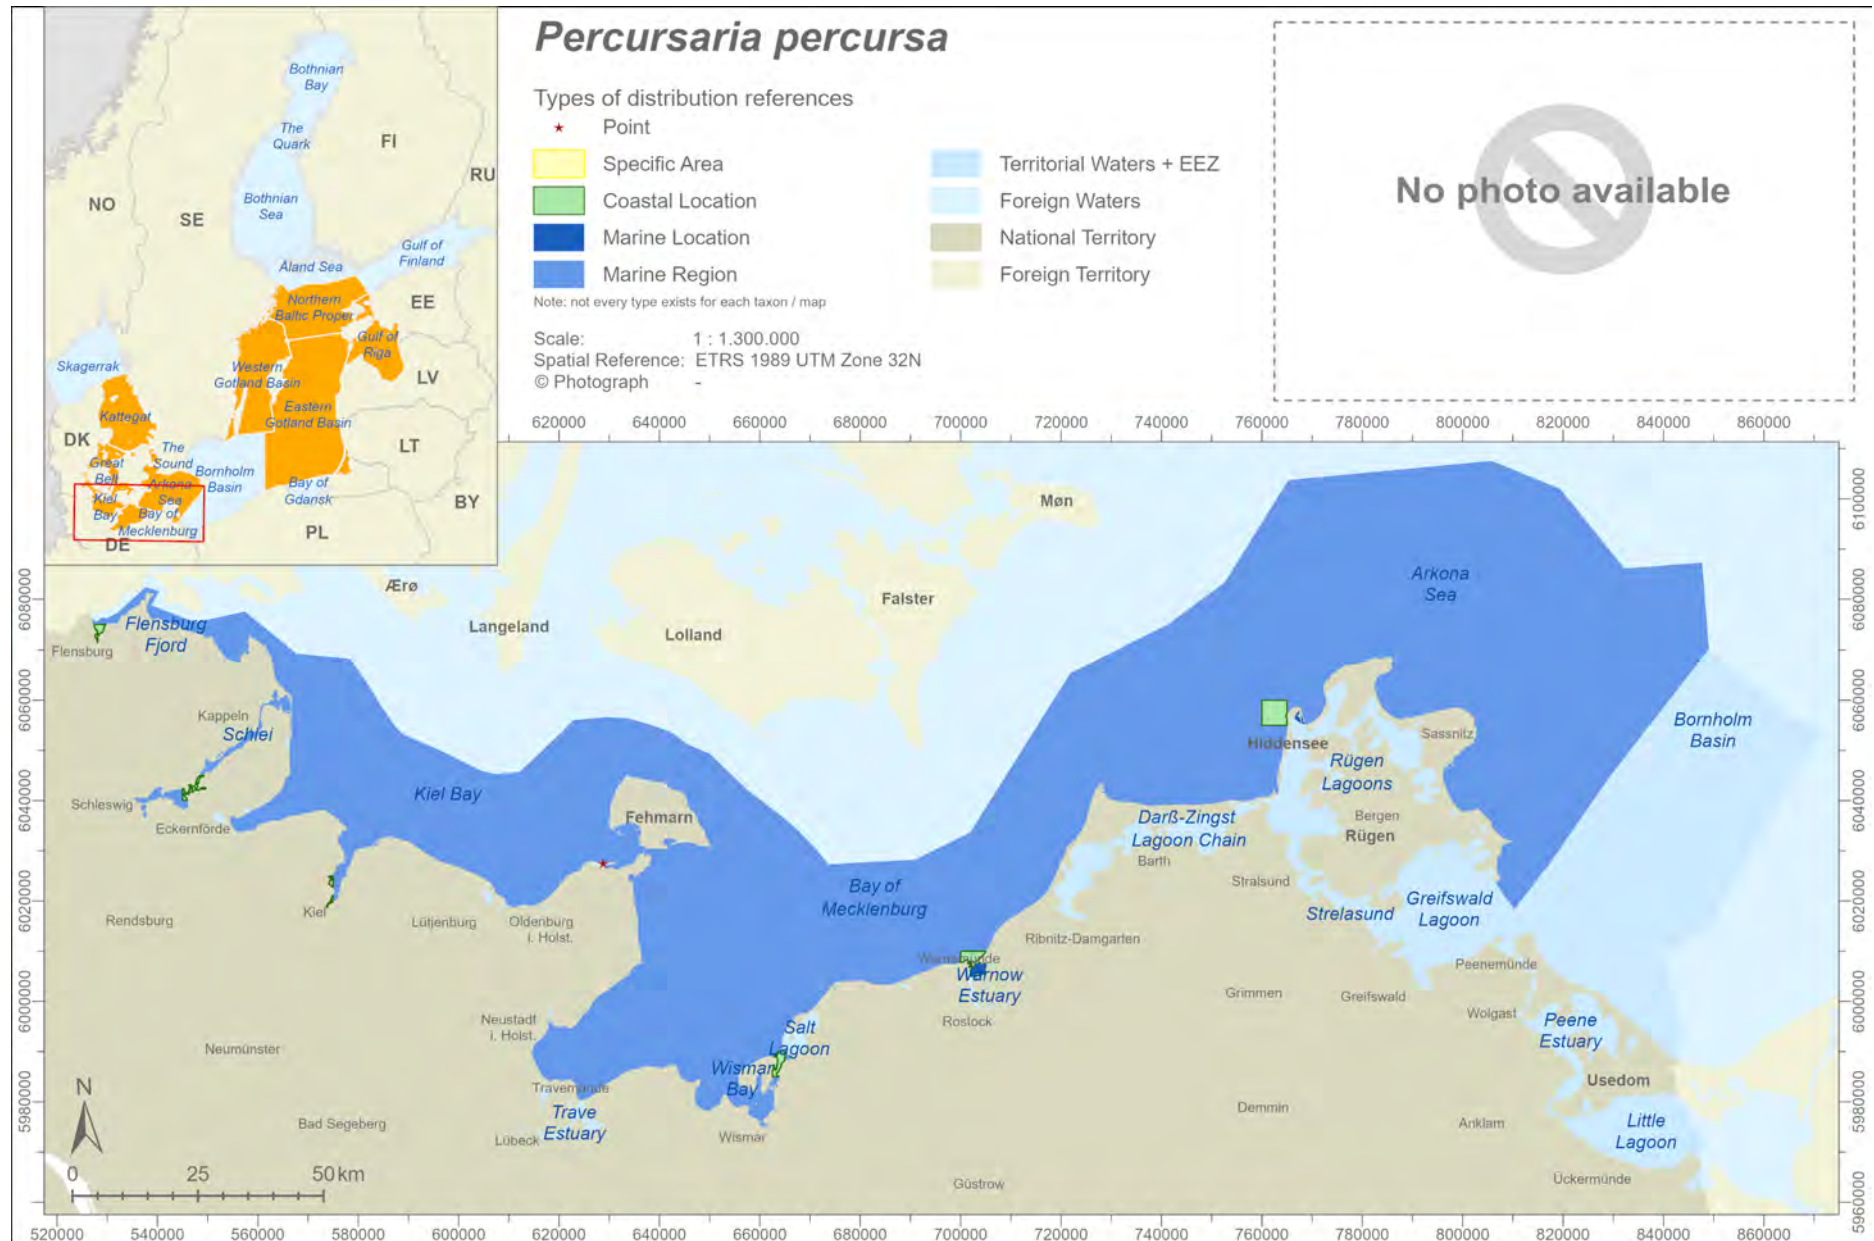 Percursaria percursa
Types of distribution references
Point
Specific Area
Coastal Location
Marine Location
Marine Region
Territorial Waters + EEZ
Foreign Waters
National Territory
Foreign Territory
Note: not every type exists for each taxon / map
Scale: 1 : 1.300.000
Spatial Reference: ETRS 1989 UTM Zone 32N
© Photograph -
No photo available
Bothnian
Bay
The
Quark
FI
RU
NO
SE
Bothnian
Sea
Gulf of
Finland
Åland Sea
Northern
Baltic Proper
EE
Gulf of
Riga
Skagerrak
Western
Gotland Basin
LV
Kattegat
Eastern
Gotland Basin
DK
The
Sound
LT
Great
Belt
Arkona
Sea
Bornholm
Basin
Bay of
Gdansk
Kiel
Bay
Bay of
Mecklenburg
BY
DE
PL
620000 640000 660000 680000 700000 720000 740000 760000 780000 800000 820000 840000 860000
6100000
6080000
6060000
6040000
6020000
6000000
5980000
5960000
6080000
6060000
6040000
6020000
6000000
5980000
Møn
Ærø
Langeland
Lolland
Falster
Arkona
Sea
Flensburg
Fjord
Flensburg
Kappeln
Schlei
Schleswig
Eckernförde
Kiel Bay
Fehmarn
Hiddensee
Sassnitz
Bornholm
Basin
Rügen
Lagoons
Bergen
Rügen
Darß-Zingst
Lagoon Chain
Barth
Stralsund
Strelasund
Greifswald
Lagoon
Bay of
Mecklenburg
Rendsburg
Kiel
Lütjenburg
Oldenburg
i. Holst.
Ribnitz-Damgarten
Warnemünde
Warnow
Estuary
Rostock
Peenemünde
Grimmen
Greifswald
Wolgast
Peene
Estuary
Neustadt
i. Holst.
Neumünster
Salt
Lagoon
Wismar
Bay
Travemünde
Trave
Estuary
Lübeck
Wismar
Usedom
Demmin
Anklam
Little
Lagoon
Bad Segeberg
Güstrow
Ückermünde
N
0 25 50 km
520000 540000 560000 580000 600000 620000 640000 660000 680000 700000 720000 740000 760000 780000 800000 820000 840000 860000